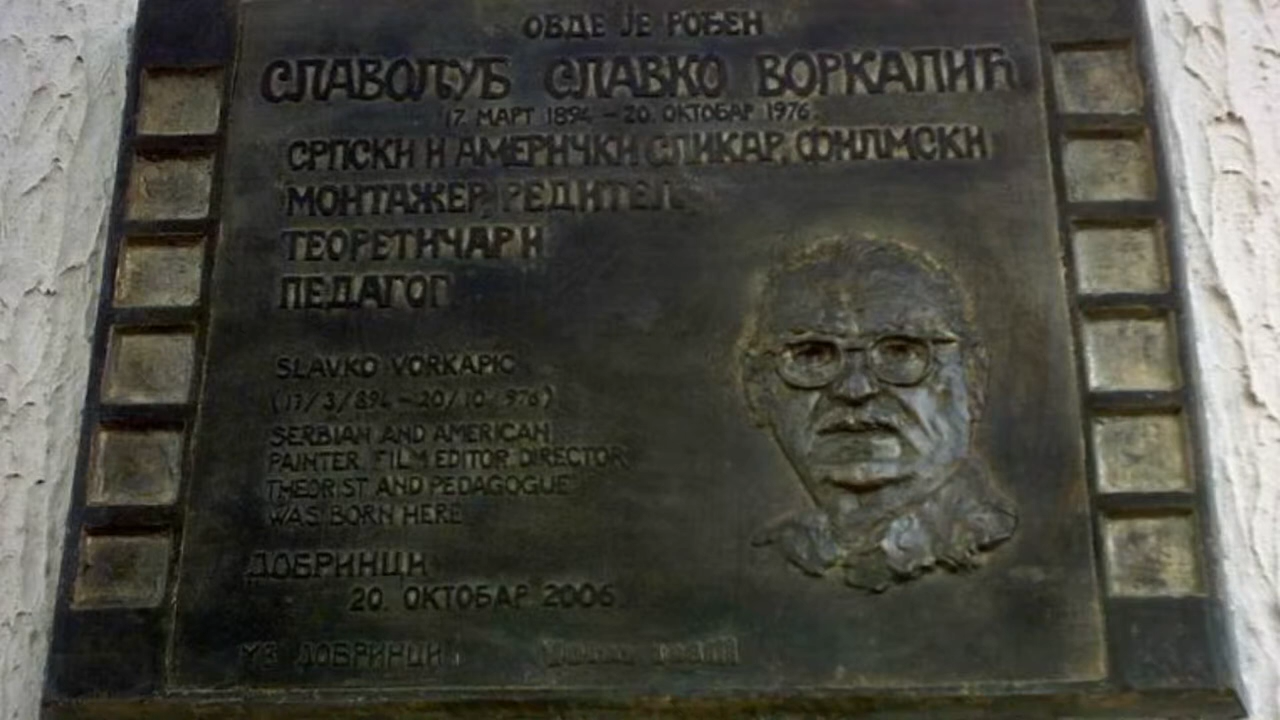 ОВДЕ ЈЕ РОЂЕН
СЛАВОЉУБ СЛАВКО ВОРКАПИЋ
17. МАРТ 1894 – 20. ОКТОБАР 1976.
СРПСКИ И АМЕРИЧКИ СЛИКАР, ФИЛМСКИ
МОНТАЖЕР, РЕДИТЕЉ,
ТЕОРЕТИЧАР И
ПЕДАГОГ
SLAVKO VORKAPIC
(17/3/1894 – 20/10/1976)
SERBIAN AND AMERICAN
PAINTER, FILM EDITOR, DIRECTOR,
THEORIST AND PEDAGOGUE
WAS BORN HERE
ДОБРИНЦИ
20. ОКТОБАР 2006.
МЗ ДОБРИНЦИ